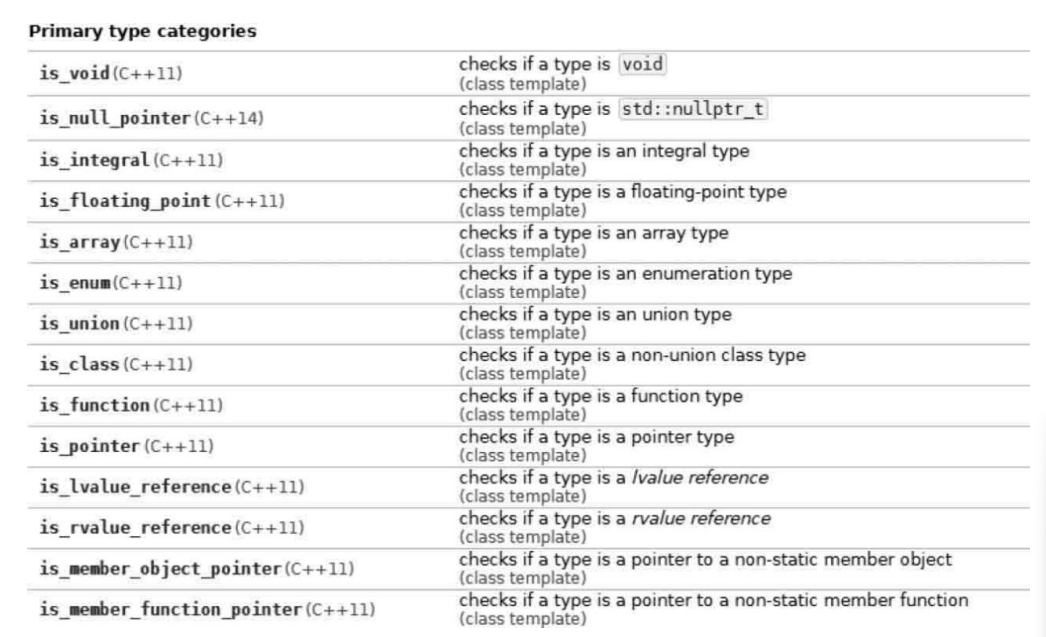 Primary type categories
is_void(C++11)
checks if a type is void
(class template)
is_null_pointer(C++14)
checks if a type is std::nullptr_t
(class template)
is_integral(C++11)
checks if a type is an integral type
(class template)
is_floating_point(C++11)
checks if a type is a floating-point type
(class template)
is_array(C++11)
checks if a type is an array type
(class template)
is_enum(C++11)
checks if a type is an enumeration type
(class template)
is_union(C++11)
checks if a type is an union type
(class template)
is_class(C++11)
checks if a type is a non-union class type
(class template)
is_function(C++11)
checks if a type is a function type
(class template)
is_pointer(C++11)
checks if a type is a pointer type
(class template)
is_lvalue_reference(C++11)
checks if a type is a lvalue reference
(class template)
is_rvalue_reference(C++11)
checks if a type is a rvalue reference
(class template)
is_member_object_pointer(C++11)
checks if a type is a pointer to a non-static member object
(class template)
is_member_function_pointer(C++11)
checks if a type is a pointer to a non-static member function
(class template)